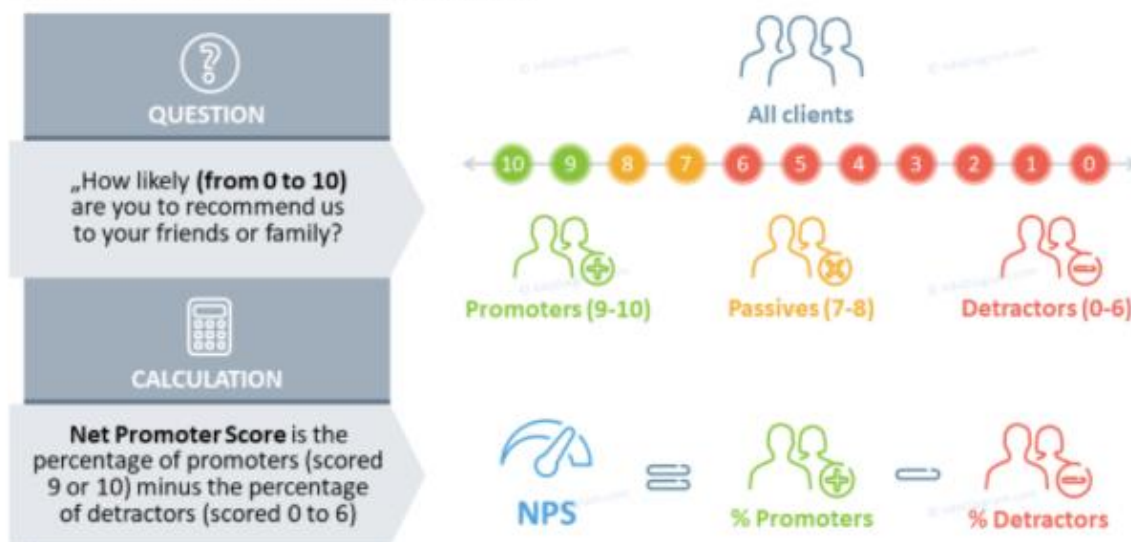 QUESTION
„How likely (from 0 to 10)
are you to recommend us
to your friends or family?
CALCULATION
Net Promoter Score is the
percentage of promoters (scored
9 or 10) minus the percentage
of detractors (scored 0 to 6)
All clients
10 9 8 7 6 5 4 3 2 1 0
Promoters (9-10) Passives (7-8) Detractors (0-6)
NPS = % Promoters — % Detractors